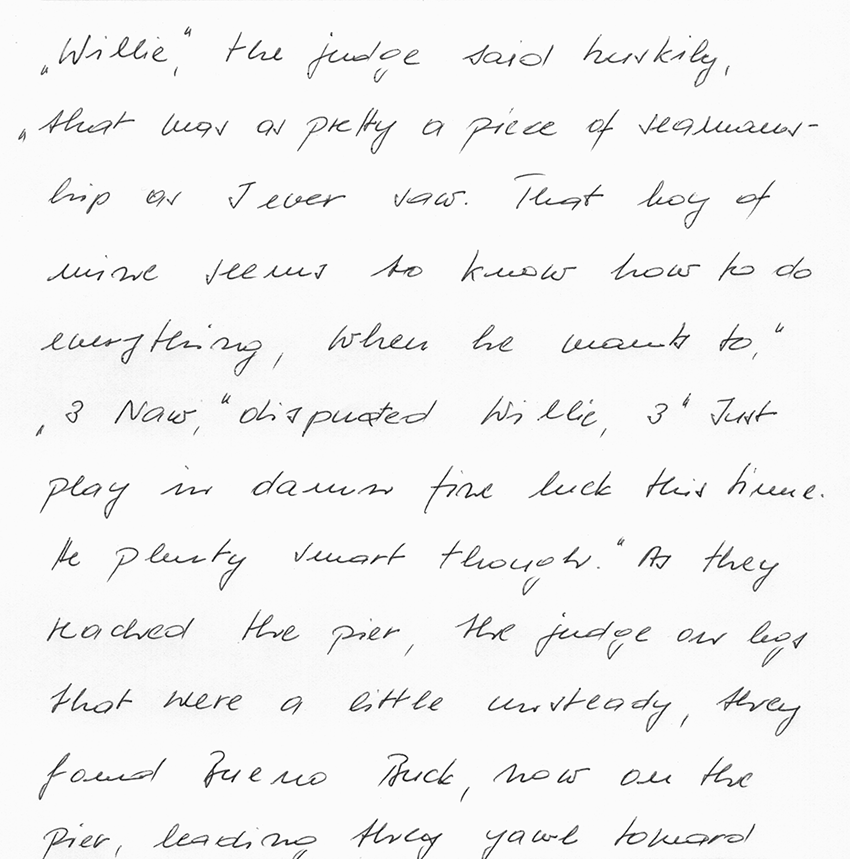 „Willie," the judge said huskily,
„that was as pretty a piece of seamans-
hip as I ever saw. That boy of
mine seems to know how to do
everything, when he wants to,"
„3 Naw," disputed Willie, 3 " Just
play in damn fine luck this time.
He plenty smart though." As they
reached the pier, the judge on legs
that were a little unsteady, they
found Bueno Buck, now on the
pier, leading they yawl toward